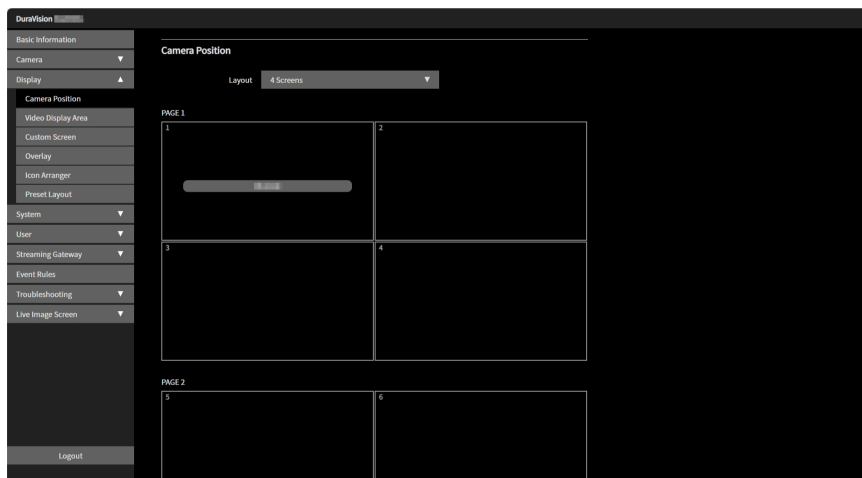 DuraVision
Basic Information
Camera ▼
Display ▲
Camera Position
Video Display Area
Custom Screen
Overlay
Icon Arranger
Preset Layout
System ▼
User ▼
Streaming Gateway ▼
Event Rules
Troubleshooting ▼
Live Image Screen ▼
Logout
Camera Position
Layout 4 Screens ▼
PAGE 1
1 2
3 4
PAGE 2
5 6